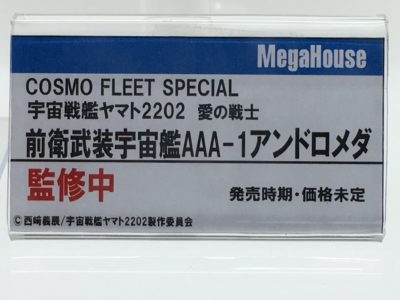 MegaHouse
COSMO FLEET SPECIAL
宇宙戦艦ヤマト2202 愛の戦士
前衛武装宇宙艦AAA-1アンドロメダ
監修中 発売時期・価格未定
© 西﨑義展/宇宙戦艦ヤマト2202製作委員会